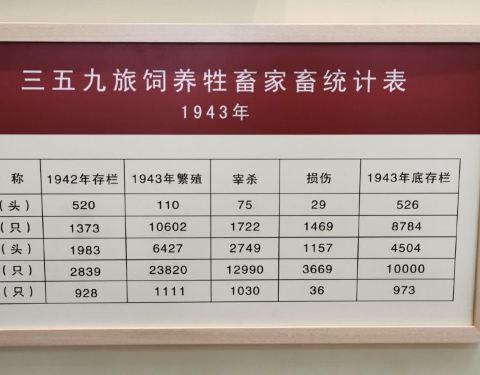 三五九旅饲养牲畜家畜统计表
1943年
称 1942年存栏 1943年繁殖 宰杀 损伤 1943年底存栏
(头) 520 110 75 29 526
(只) 1373 10602 1722 1469 8784
(头) 1983 6427 2749 1157 4504
(只) 2839 23820 12990 3669 10000
(只) 928 1111 1030 36 973